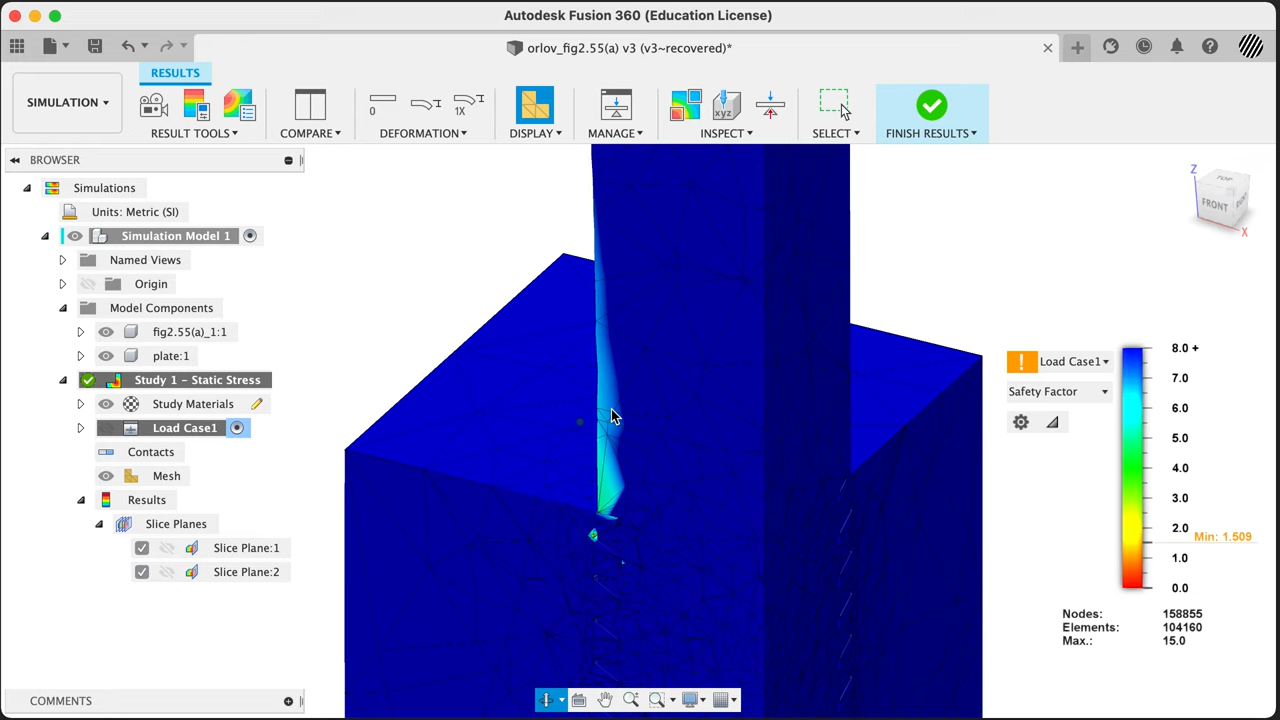 Autodesk Fusion 360 (Education License)
orlov_fig2.55(a) v3 (v3~recovered)*
RESULTS
SIMULATION
0
1X
xyz
RESULT TOOLS
COMPARE
DEFORMATION
DISPLAY
MANAGE
INSPECT
SELECT
FINISH RESULTS
BROWSER
Simulations
Units: Metric (SI)
Simulation Model 1
Named Views
Origin
Model Components
fig2.55(a)_1:1
plate:1
Study 1 - Static Stress
Study Materials
Load Case1
Contacts
Mesh
Results
Slice Planes
Slice Plane:1
Slice Plane:2
COMMENTS
Z
TOP
FRONT
RIGHT
X
Load Case1
Safety Factor
8.0 +
7.0
6.0
5.0
4.0
3.0
2.0
Min: 1.509
1.0
0.0
Nodes: 158855
Elements: 104160
Max.: 15.0